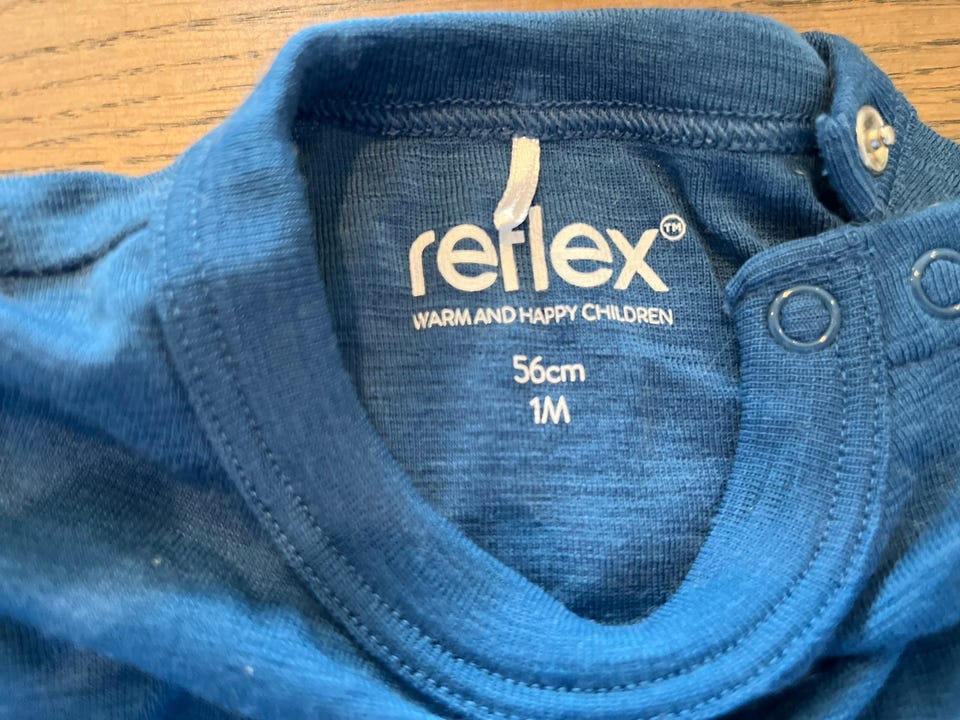 reflex™
WARM AND HAPPY CHILDREN
56cm
1M